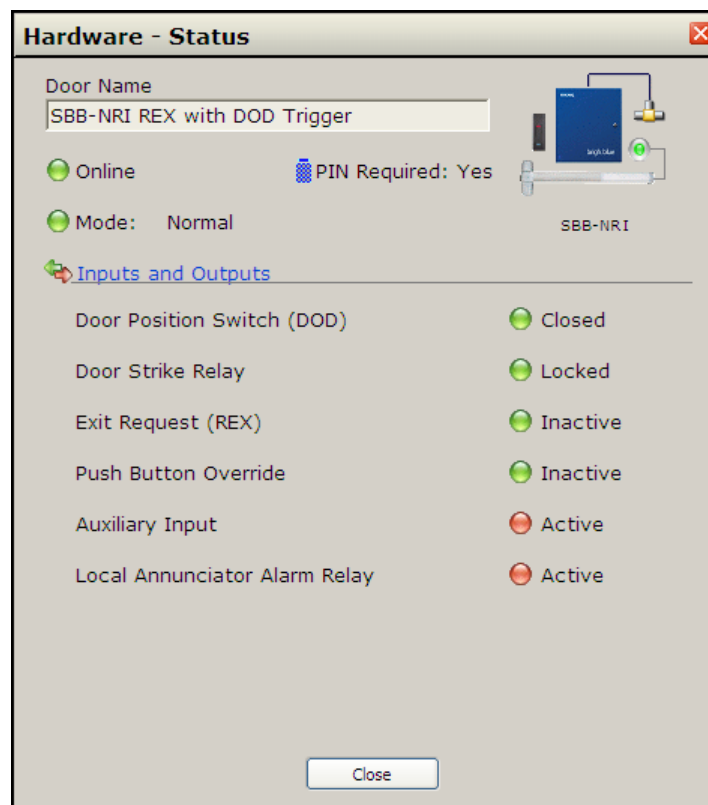 Hardware - Status
Door Name
SBB-NRI REX with DOD Trigger
Online
PIN Required: Yes
bright blue
Mode: Normal
SBB-NRI
Inputs and Outputs
Door Position Switch (DOD) Closed
Door Strike Relay Locked
Exit Request (REX) Inactive
Push Button Override Inactive
Auxiliary Input Active
Local Annunciator Alarm Relay Active
Close